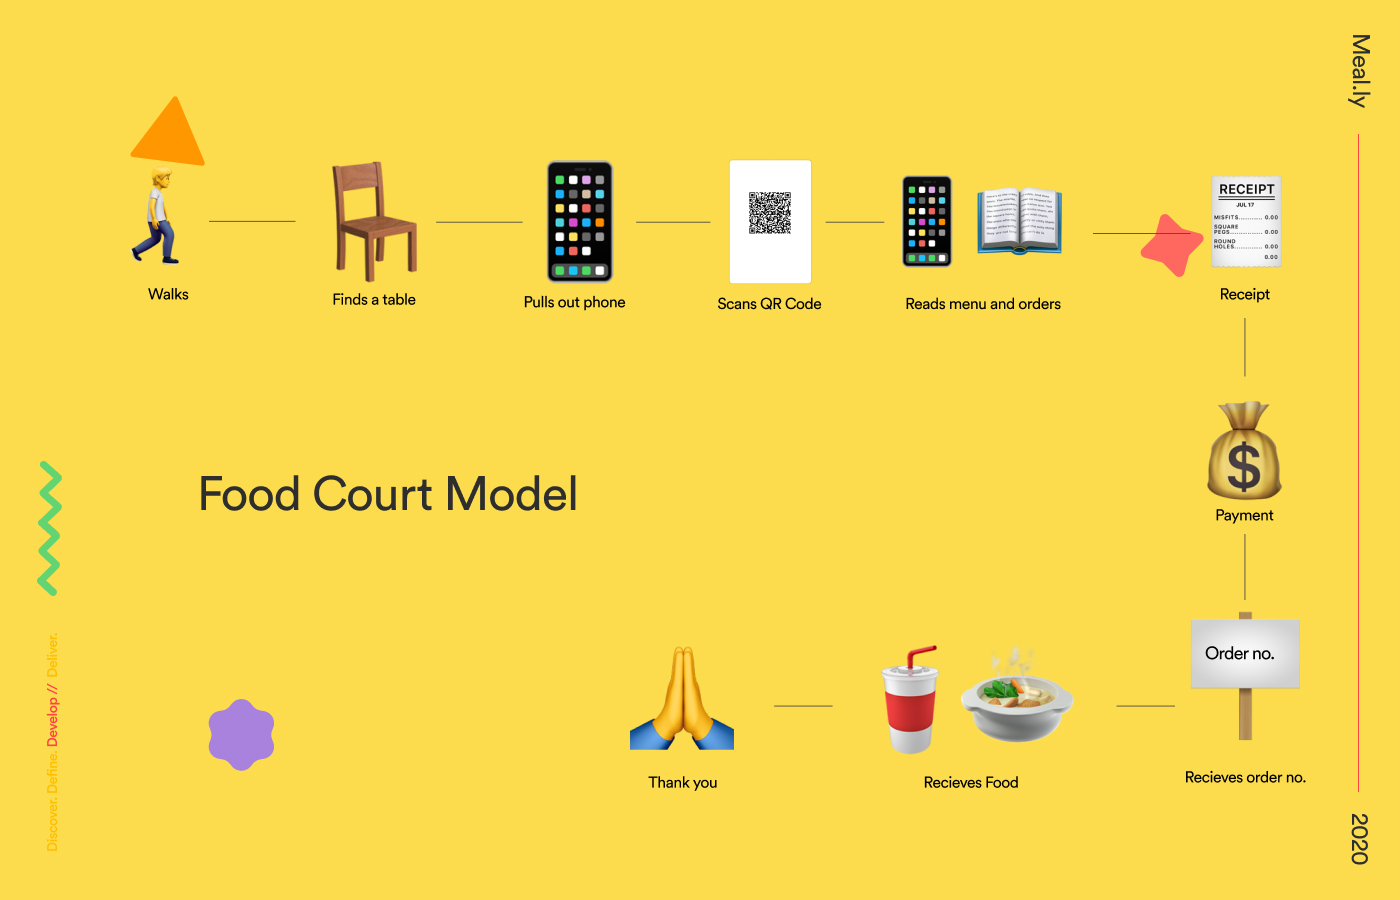 Meal.ly
RECEIPT
JUL 17
MISFITS............ 0.00
SQUARE
PEGS.............. 0.00
ROUND
HOLES............. 0.00
0.00
Walks
Finds a table
Pulls out phone
Scans QR Code
Reads menu and orders
Receipt
$
Payment
Food Court Model
Order no.
Thank you
Recieves Food
Recieves order no.
Discover. Define. Develop // Deliver.
2020